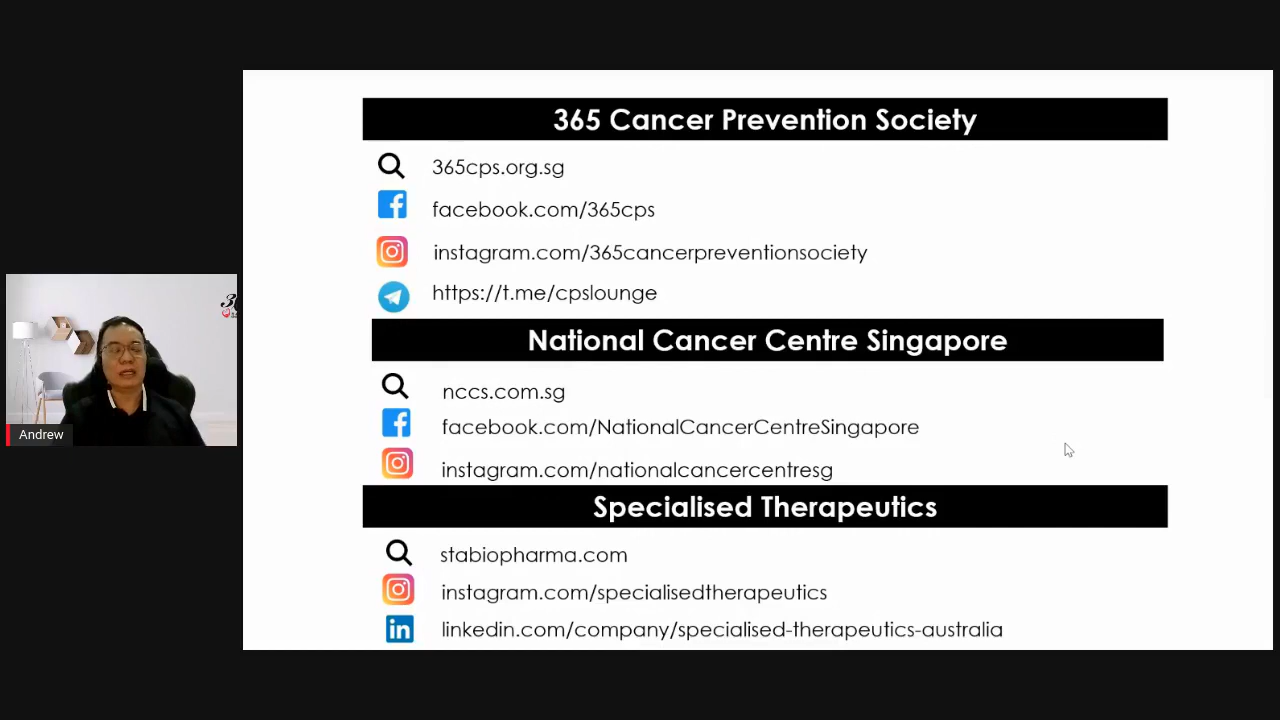 365 Cancer Prevention Society
365cps.org.sg
facebook.com/365cps
instagram.com/365cancerpreventionsociety
https://t.me/cpslounge
National Cancer Centre Singapore
nccs.com.sg
facebook.com/NationalCancerCentreSingapore
instagram.com/nationalcancercentresg
Specialised Therapeutics
stabiopharma.com
instagram.com/specialisedtherapeutics
linkedin.com/company/specialised-therapeutics-australia
Andrew